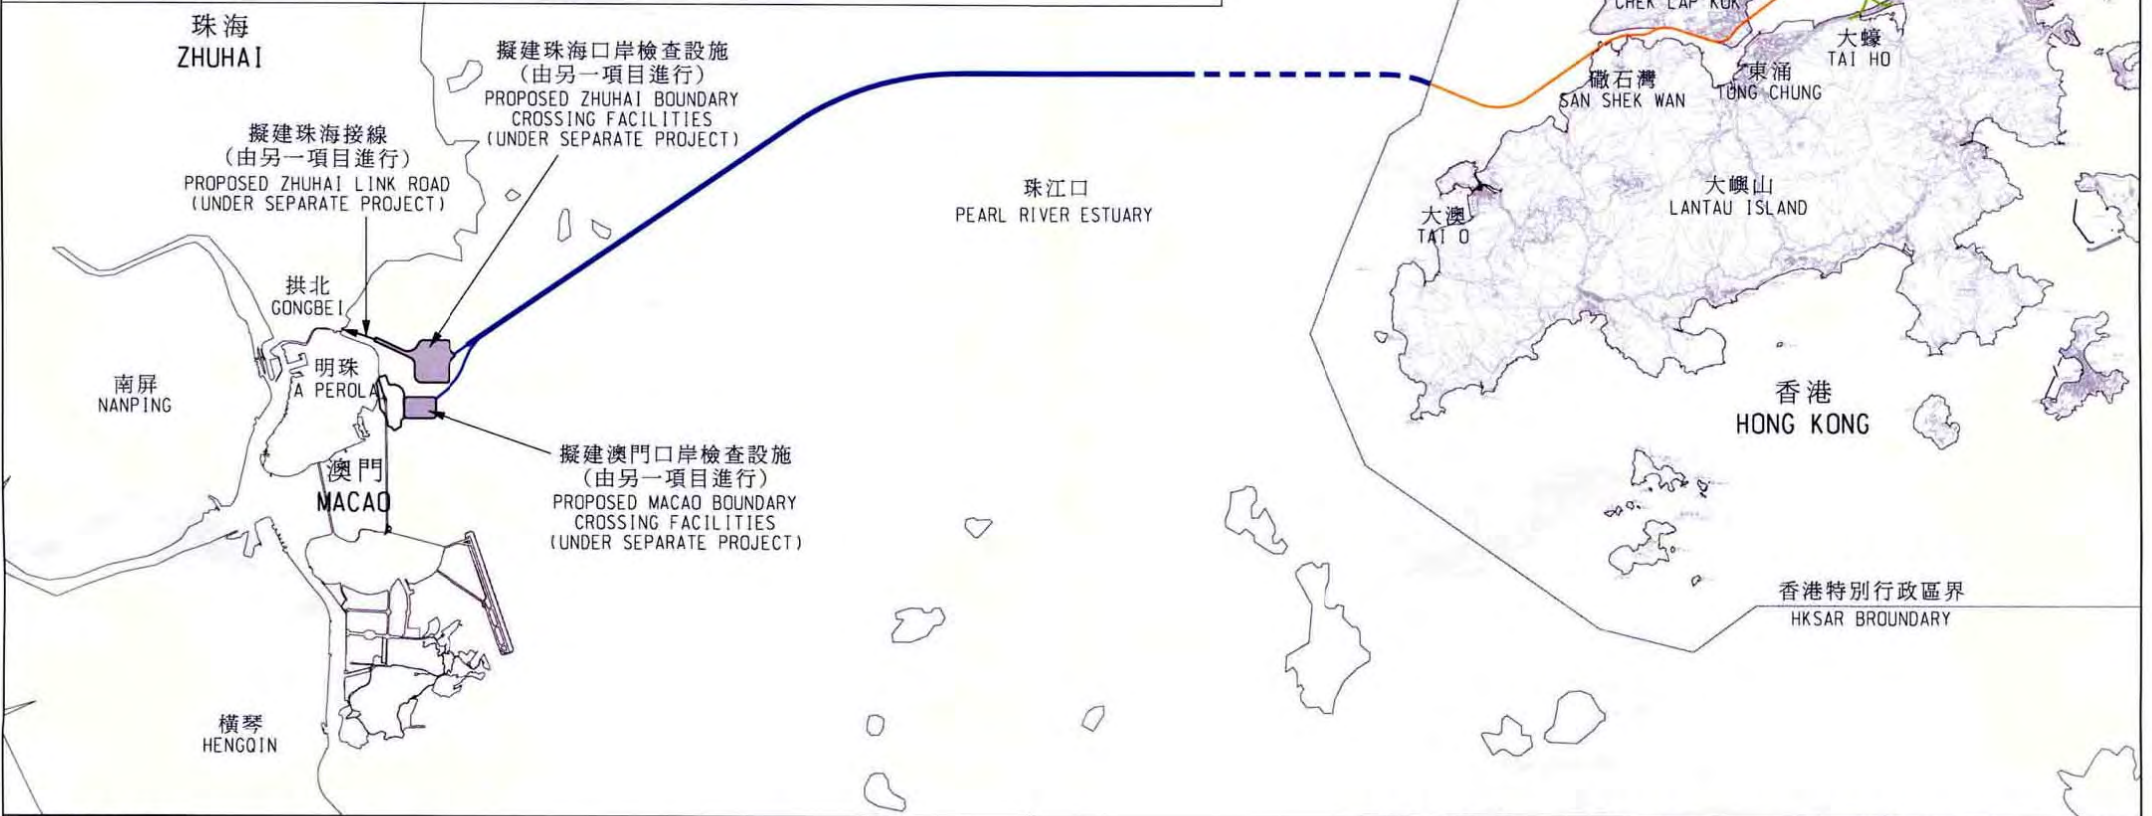 珠海
ZHUHAI
擬建珠海口岸檢查設施
(由另一項目進行)
PROPOSED ZHUHAI BOUNDARY
CROSSING FACILITIES
(UNDER SEPARATE PROJECT)
擬建珠海接線
(由另一項目進行)
PROPOSED ZHUHAI LINK ROAD
(UNDER SEPARATE PROJECT)
CHEK LAP KOK
大蠔
TAI HO
䃟石灣
SAN SHEK WAN
東涌
TUNG CHUNG
珠江口
PEARL RIVER ESTUARY
大嶼山
LANTAU ISLAND
大澳
TAI O
拱北
GONGBEI
明珠
A PEROLA
南屏
NANPING
香港
HONG KONG
擬建澳門口岸檢查設施
(由另一項目進行)
PROPOSED MACAO BOUNDARY
CROSSING FACILITIES
(UNDER SEPARATE PROJECT)
澳門
MACAO
香港特別行政區界
HKSAR BROUNDARY
橫琴
HENGQIN